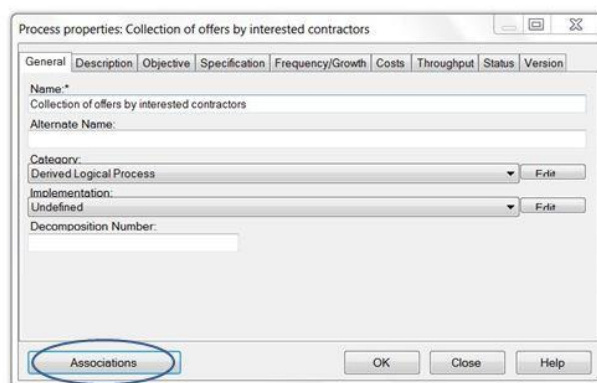 Process properties: Collection of offers by interested contractors
General Description Objective Specification Frequency/Growth Costs Throughput Status Version
Name:*
Collection of offers by interested contractors
Alternate Name:
Category:
Derived Logical Process Edit
Implementation:
Undefined Edit
Decomposition Number:
Associations OK Close Help